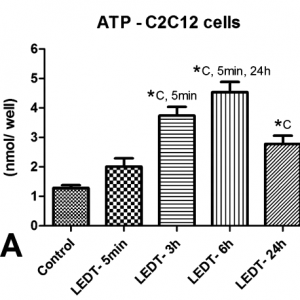 ATP - C2C12 cells
(nmol/ well)
6
5
4
3
2
1
0
*C, 5min
*C, 5min, 24h
*C
A
Control
LEDT- 5min
LEDT- 3h
LEDT- 6h
LEDT- 24h